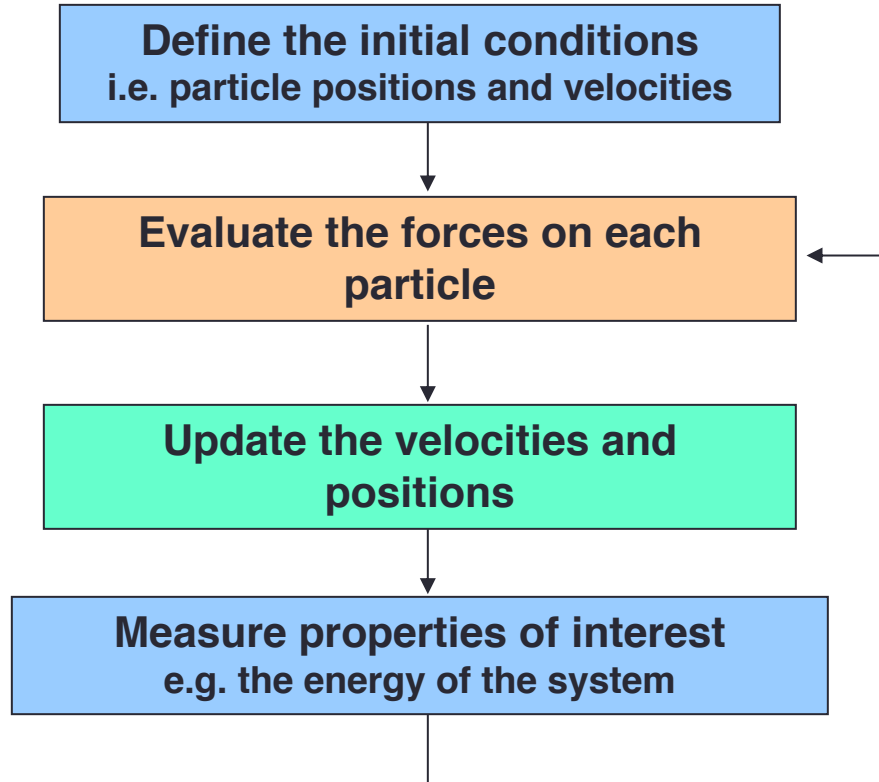 Define the initial conditions
i.e. particle positions and velocities
Evaluate the forces on each
particle
Update the velocities and
positions
Measure properties of interest
e.g. the energy of the system